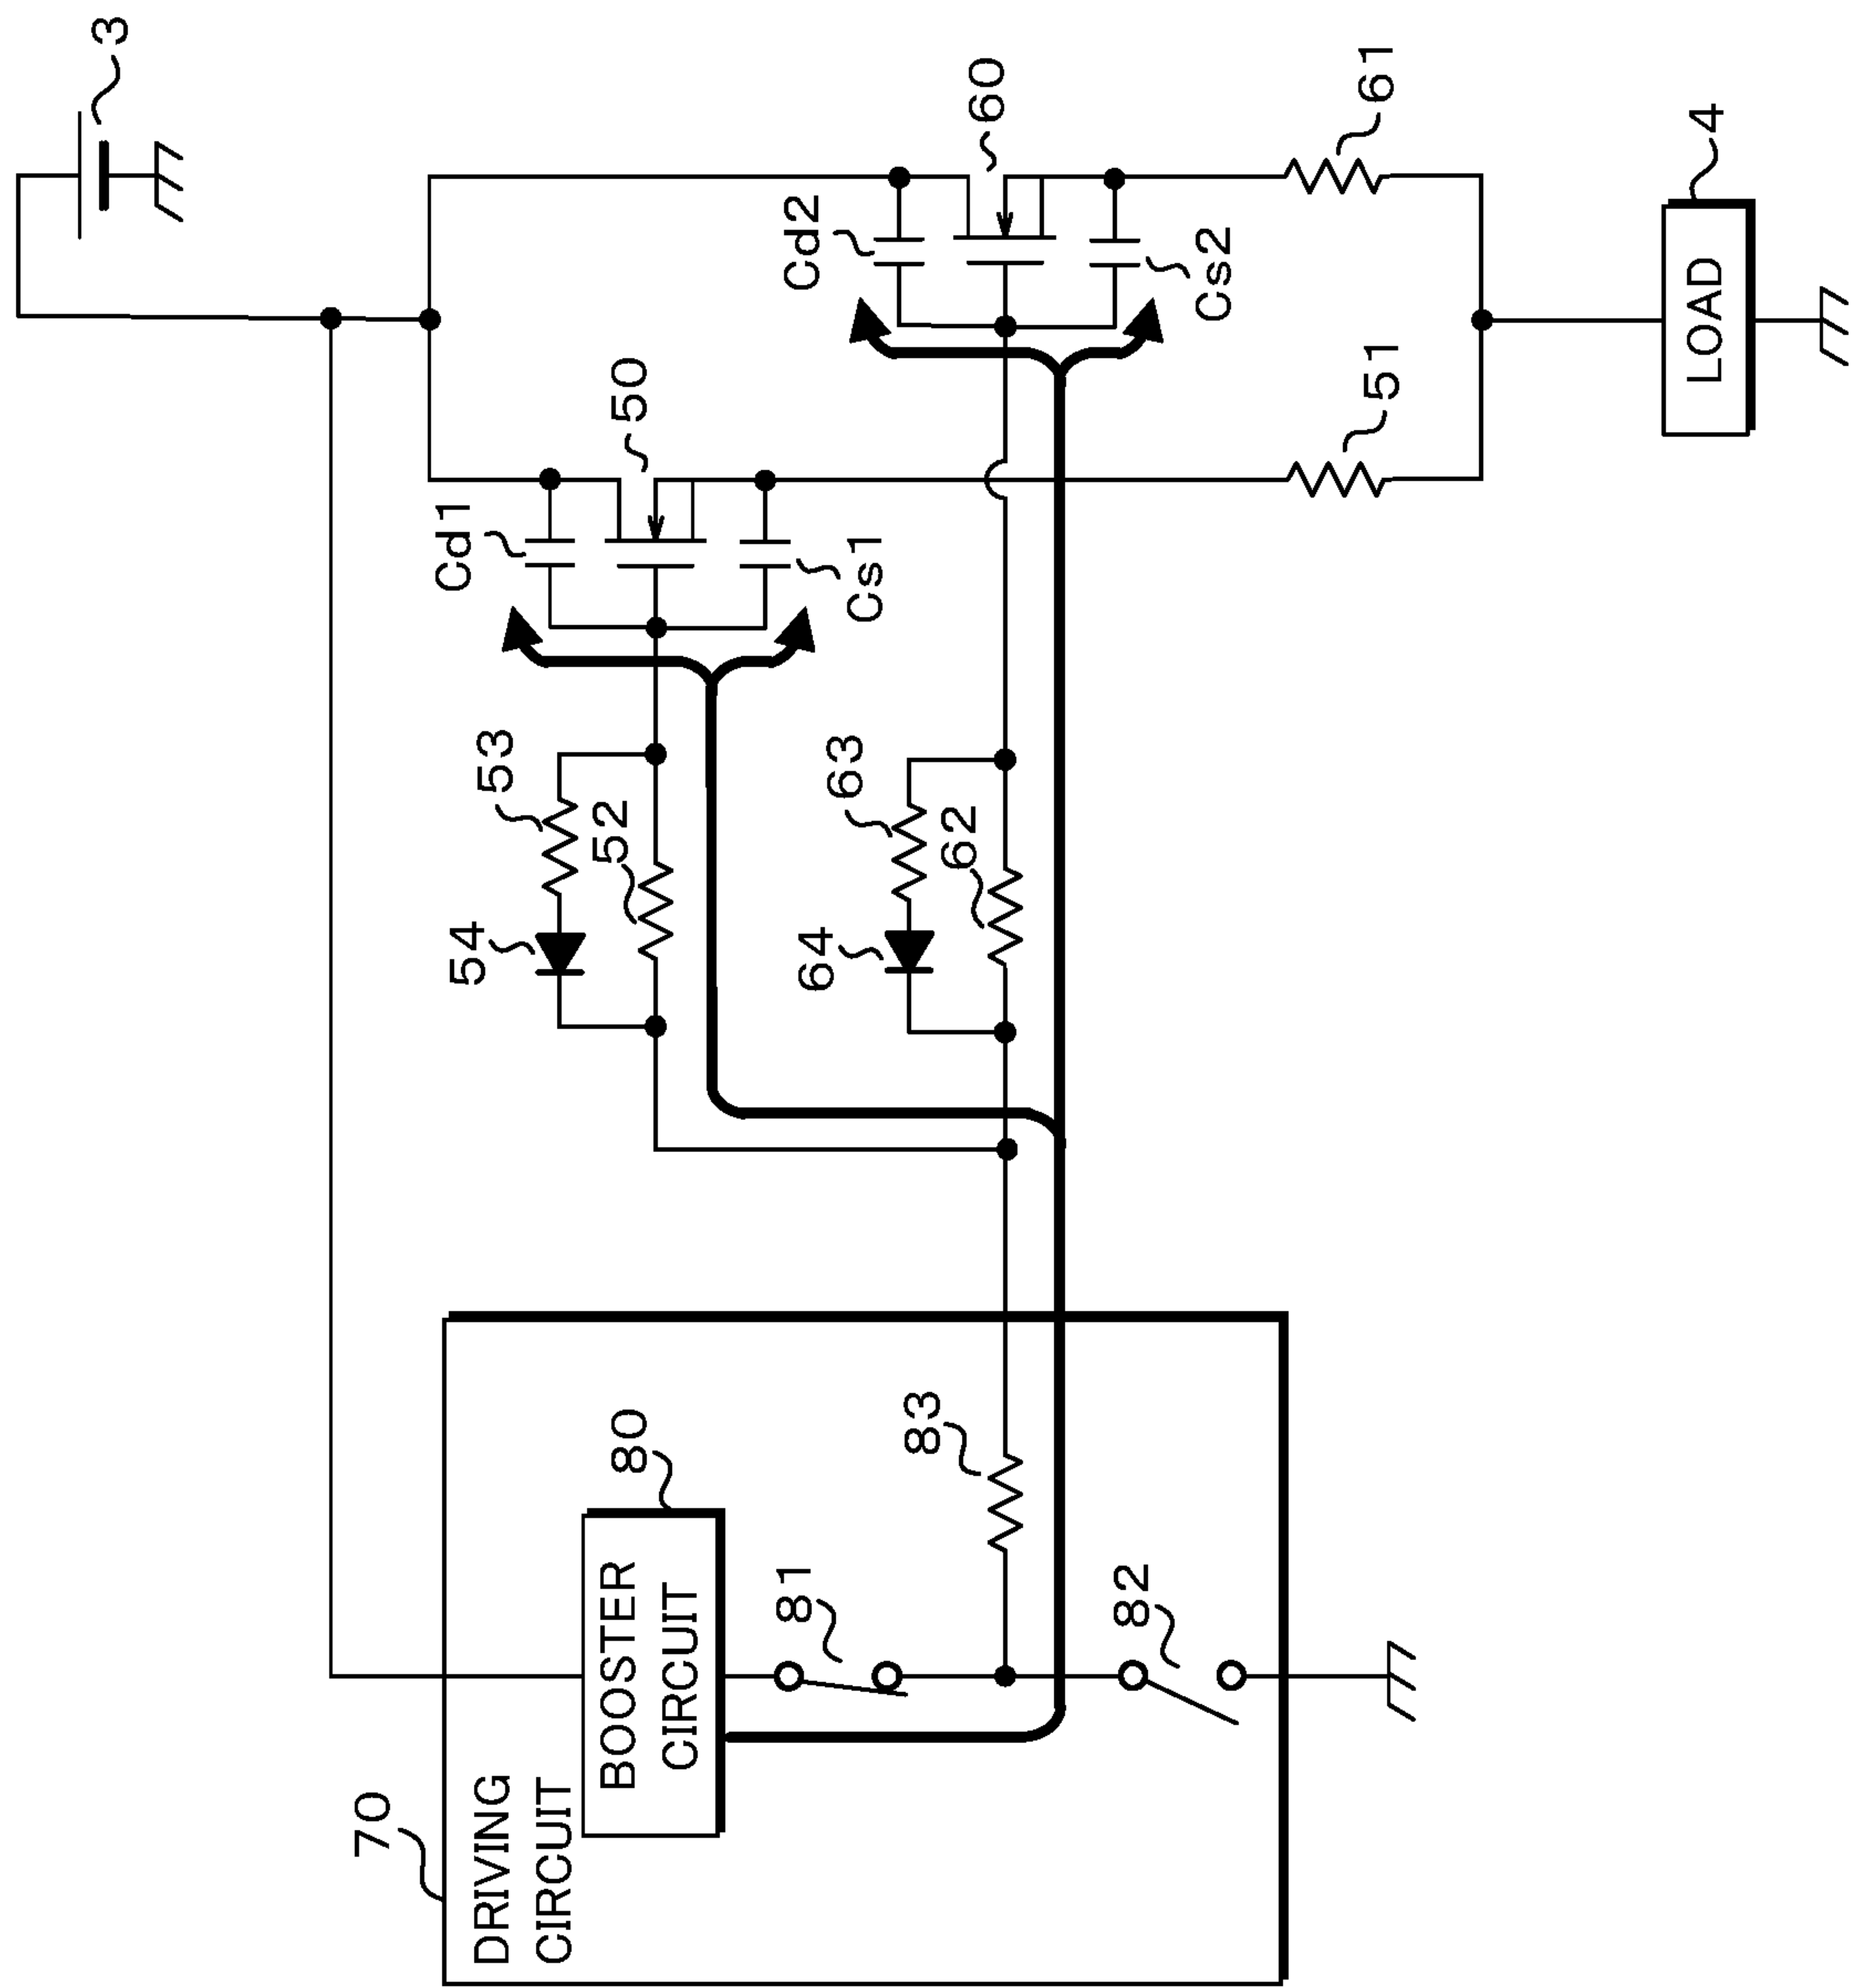 3
60
61
4
LOAD
Cd2
Cs2
50
51
Cd1
Cs1
53
52
54
63
62
64
70
DRIVING
CIRCUIT
80
BOOSTER
CIRCUIT
81
82
83